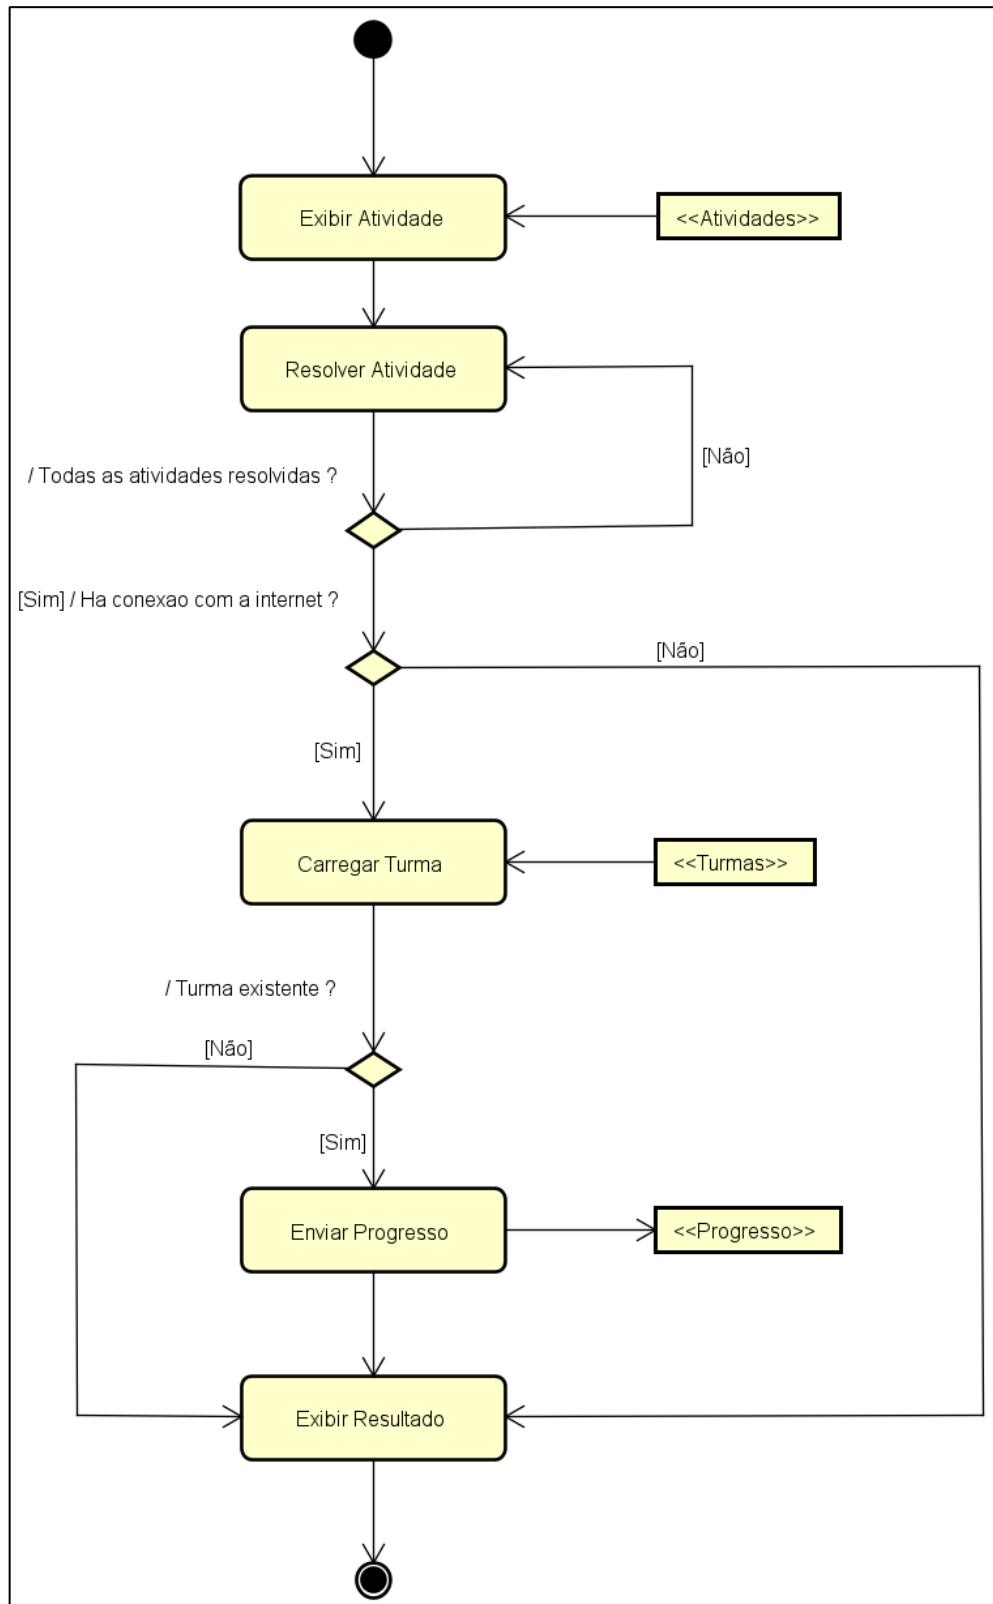 Exibir Atividade
<<Atividades>>
Resolver Atividade
[Não]
/ Todas as atividades resolvidas ?
[Sim] / Ha conexao com a internet ?
[Não]
[Sim]
Carregar Turma
<<Turmas>>
/ Turma existente ?
[Não]
[Sim]
Enviar Progresso
<<Progresso>>
Exibir Resultado